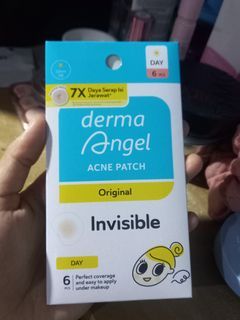 7X Daya Serap Isi
Jerawat*
DAY
6 PCS
derma
Angel
ACNE PATCH
Original
Invisible
DAY
6 Perfect coverage
PCS and easy to apply
under makeup